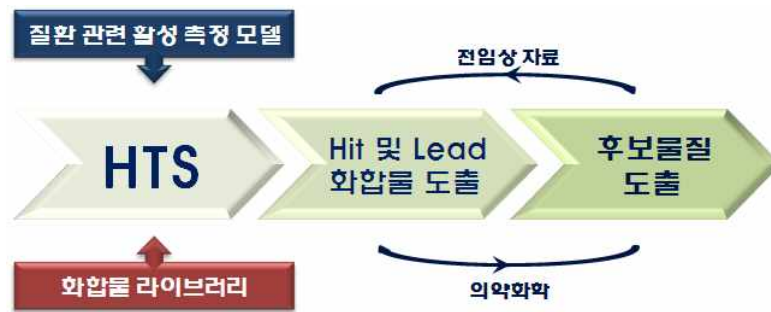 질환 관련 활성 측정 모델
전임상 자료
HTS
Hit 및 Lead
화합물 도출
후보물질
도출
화합물 라이브러리
의약화학